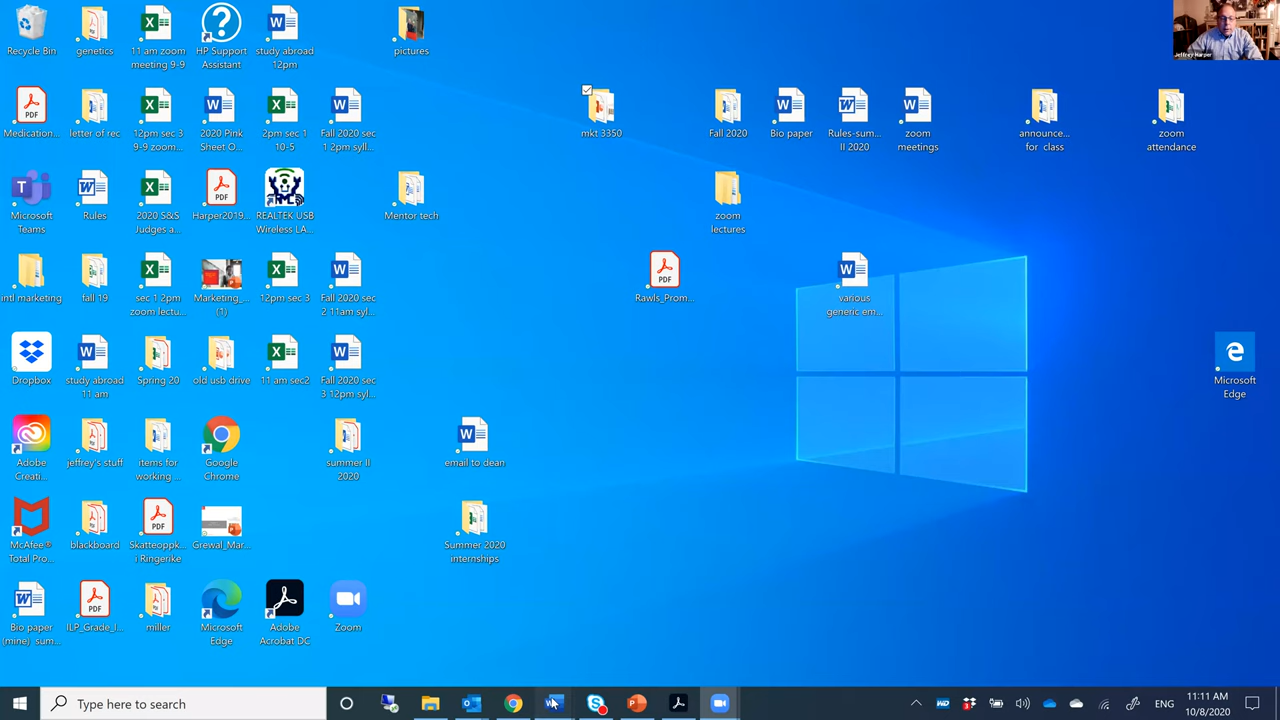 Recycle Bin
genetics
11 am zoom
meeting 9-9
HP Support
Assistant
study abroad
12pm
pictures
Jeffrey Harper
Medication...
letter of rec
12pm sec 3
9-9 zoom...
2020 Pink
Sheet O...
2pm sec 1
10-5
Fall 2020 sec
1 2pm syll...
mkt 3350
Fall 2020
Bio paper
Rules-sum...
II 2020
zoom
meetings
announce...
for class
zoom
attendance
Microsoft
Teams
Rules
2020 S&S
Judges a...
Harper2019...
REALTEK USB
Wireless LA...
Mentor tech
zoom
lectures
intl marketing
fall 19
sec 1 2pm
zoom lectu...
Marketing_...
(1)
12pm sec 3
Fall 2020 sec
2 11am syl...
Rawls_Prom...
various
generic em...
Dropbox
study abroad
11 am
Spring 20
old usb drive
11 am sec2
Fall 2020 sec
3 12pm syl...
Microsoft
Edge
Adobe
Creati...
jeffrey's stuff
items for
working ...
Google
Chrome
summer II
2020
email to dean
McAfee®
Total Pro...
blackboard
Skatteoppk...
i Ringerike
Grewal_Mar...
Summer 2020
internships
Bio paper
(mine) sum...
ILP_Grade_I...
miller
Microsoft
Edge
Adobe
Acrobat DC
Zoom
Type here to search
ENG
11:11 AM
10/8/2020